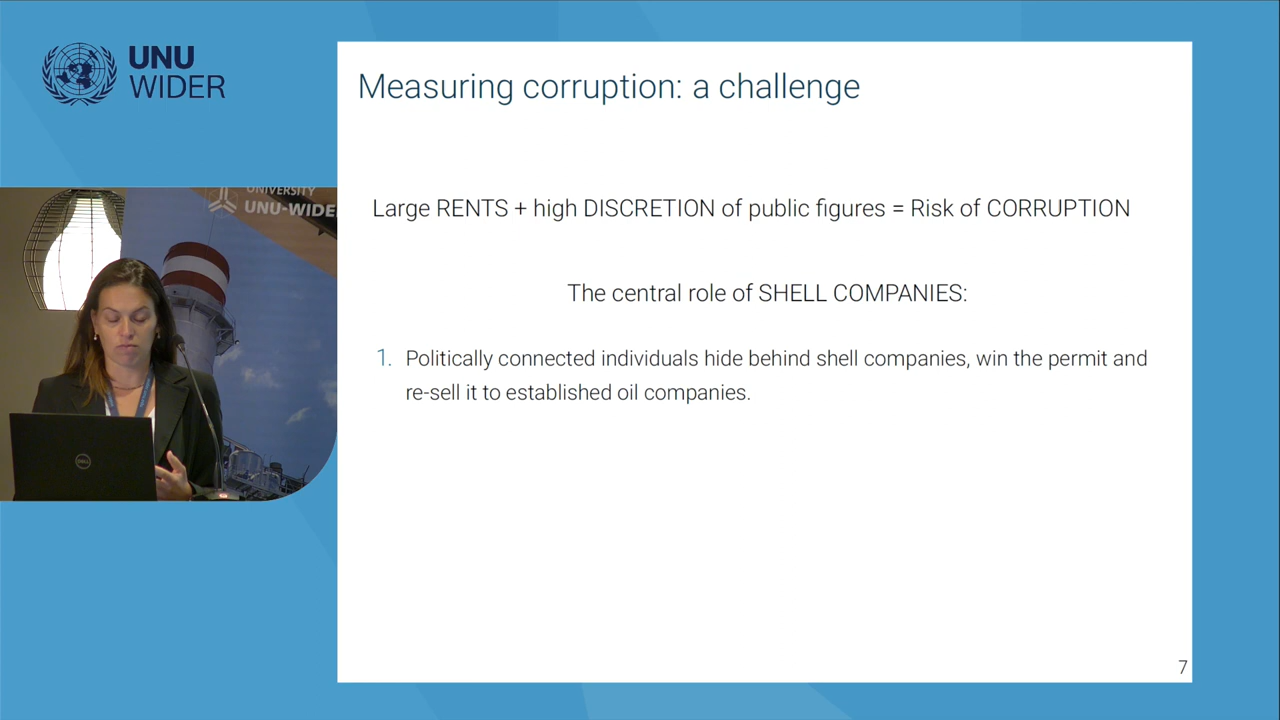 UNU
WIDER
Measuring corruption: a challenge
Large RENTS + high DISCRETION of public figures = Risk of CORRUPTION
The central role of SHELL COMPANIES:
1. Politically connected individuals hide behind shell companies, win the permit and
re-sell it to established oil companies.
7
UNIVERSITY
UNU-WIDE
DELL